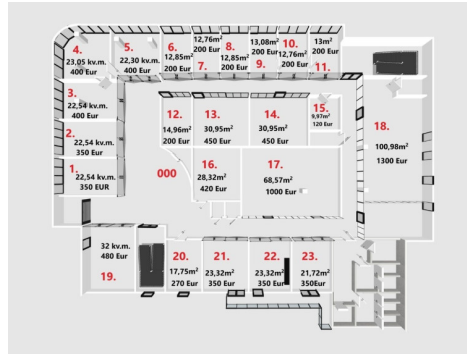 4.
23,05 kv.m.
400 Eur
5.
22,30 kv.m.
400 Eur
6.
12,85m²
200 Eur
12,76m²
200 Eur
7.
8.
12,85m²
200 Eur
13,08m²
200 Eur
9.
10.
12,76m²
200 Eur
13m²
200 Eur
11.
3.
22,54 kv.m.
400 Eur
2.
22,54 kv.m.
350 Eur
1.
22,54 kv.m.
350 EUR
12.
14,96m²
200 Eur
13.
30,95m²
450 Eur
14.
30,95m²
450 Eur
15.
9,97m²
120 Eur
000
16.
28,32m²
420 Eur
17.
68,57m²
1000 Eur
18.
100,98m²
1300 Eur
32 kv.m.
480 Eur
19.
20.
17,75m²
270 Eur
21.
23,32m²
350 Eur
22.
23,32m²
350 Eur
23.
21,72m²
350Eur